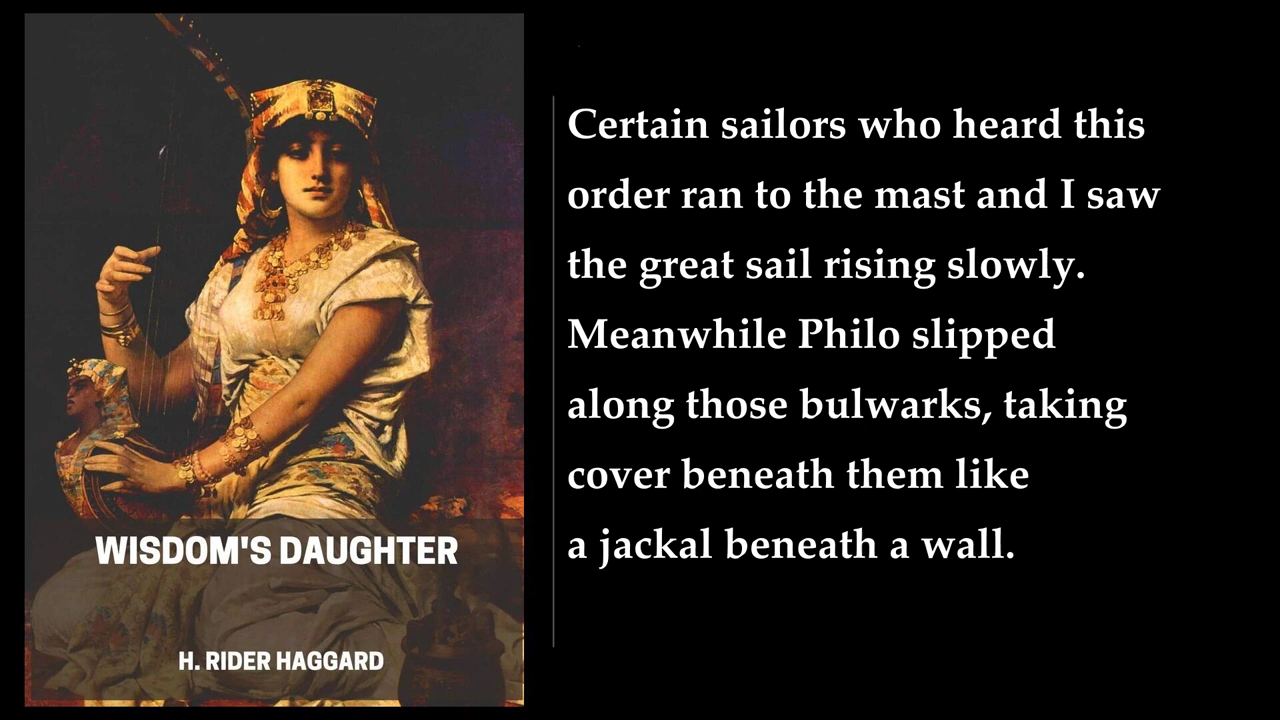 WISDOM'S DAUGHTER
H. RIDER HAGGARD
Certain sailors who heard this
order ran to the mast and I saw
the great sail rising slowly.
Meanwhile Philo slipped
along those bulwarks, taking
cover beneath them like
a jackal beneath a wall.